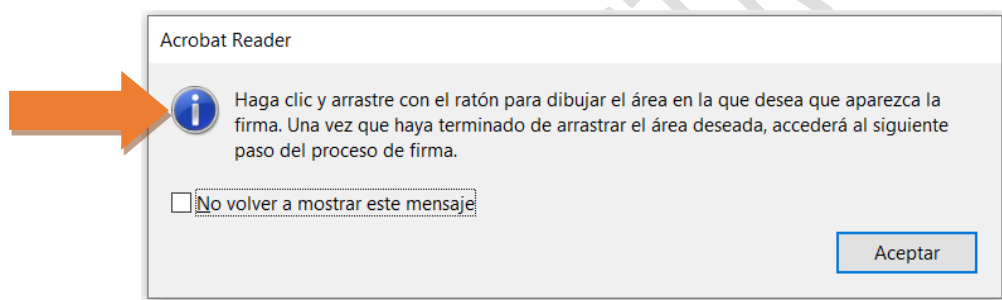 Acrobat Reader
Haga clic y arrastre con el ratón para dibujar el área en la que desea que aparezca la
firma. Una vez que haya terminado de arrastrar el área deseada, accederá al siguiente
paso del proceso de firma.
No volver a mostrar este mensaje
Aceptar